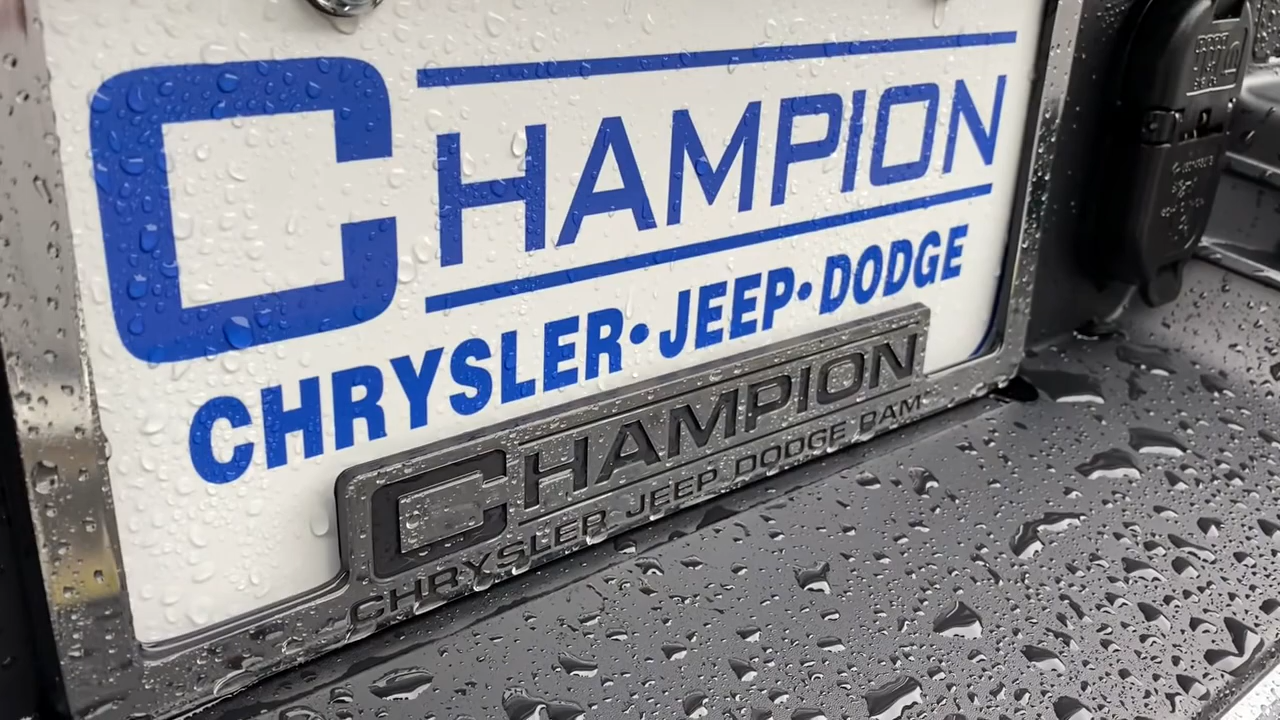 CHAMPION
CHRYSLER•JEEP•DODGE
CHAMPION
CHRYSLER JEEP DODGE RAM